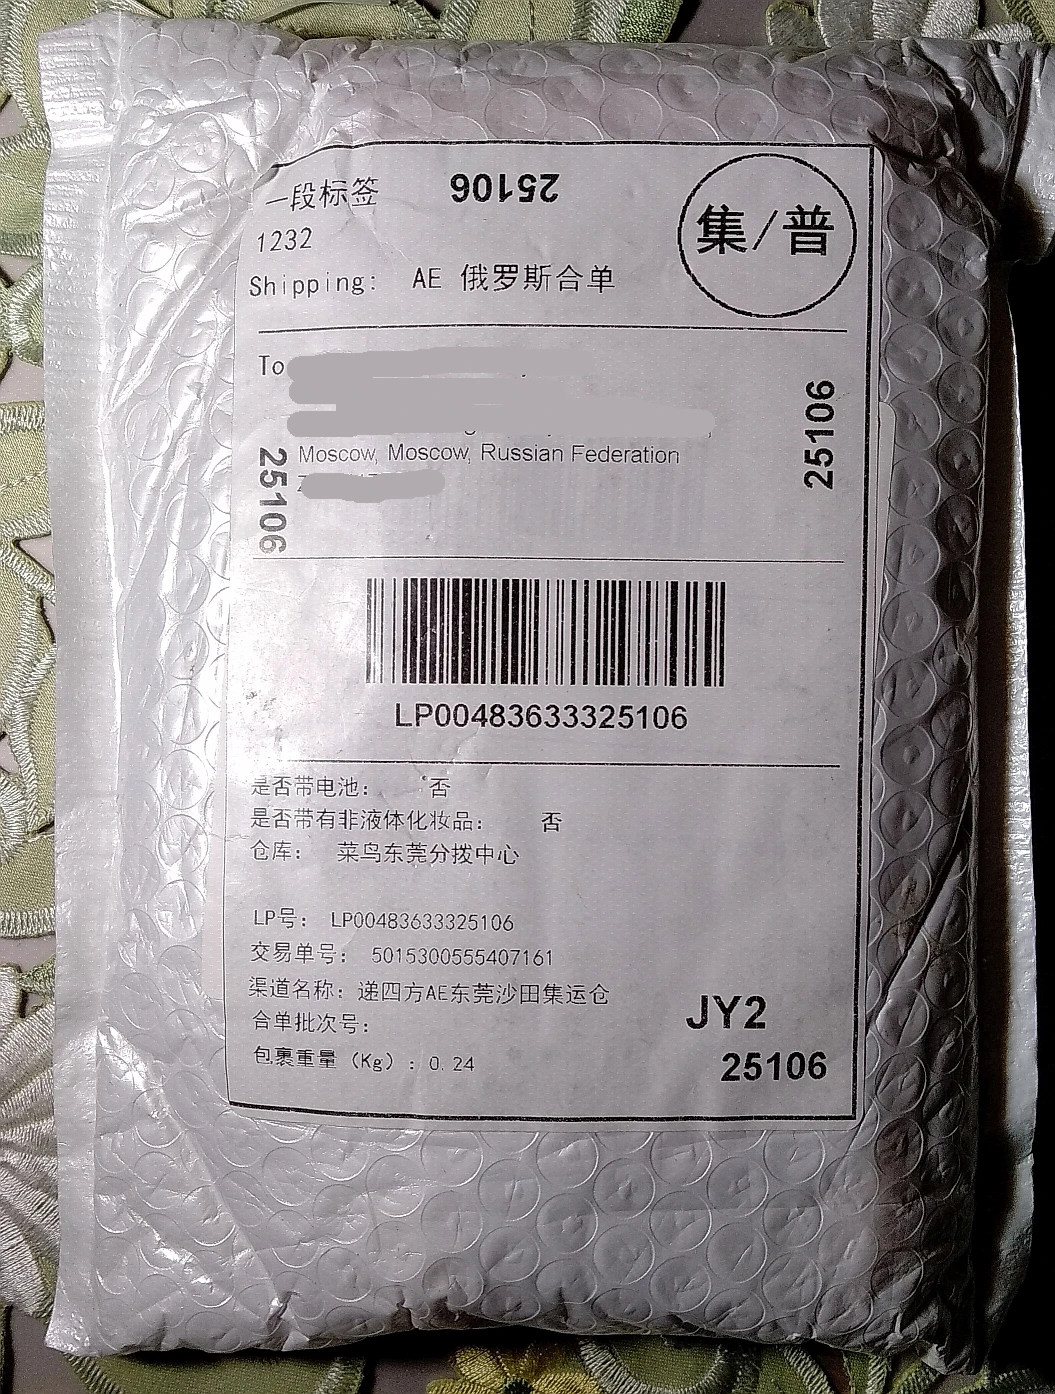 一段标签
25106
集/普
1232
Shipping: AE 俄罗斯合单
To
25106
Moscow, Moscow, Russian Federation
25106
LP00483633325106
是否带电池: 否
是否带有非液体化妆品: 否
仓库: 菜鸟东莞分拨中心
LP号: LP00483633325106
交易单号: 5015300555407161
渠道名称: 递四方AE东莞沙田集运仓
合单批次号:
包裹重量 (Kg) : 0.24
JY2
25106